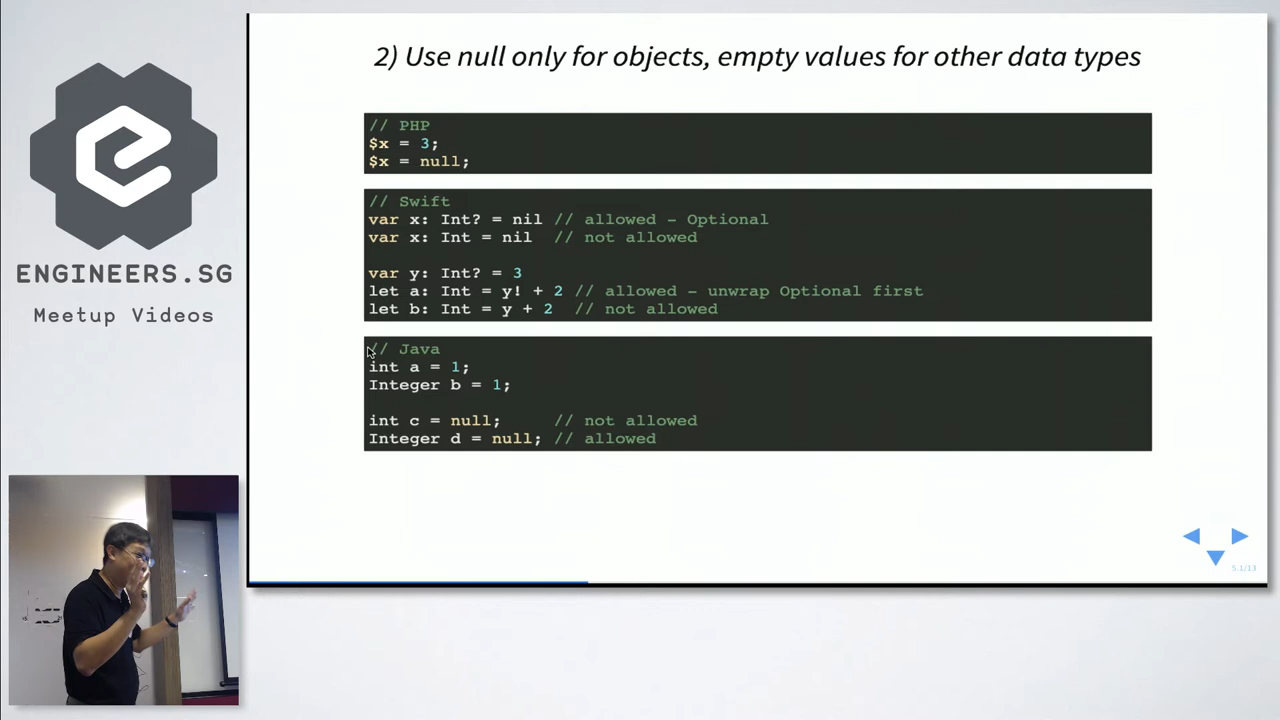 ENGINEERS.SG
Meetup Videos
2) Use null only for objects, empty values for other data types
// PHP
$x = 3;
$x = null;
// Swift
var x: Int? = nil // allowed - Optional
var x: Int = nil  // not allowed
var y: Int? = 3
let a: Int = y! + 2 // allowed - unwrap Optional first
let b: Int = y + 2  // not allowed
// Java
int a = 1;
Integer b = 1;
int c = null;     // not allowed
Integer d = null; // allowed
5.1/13